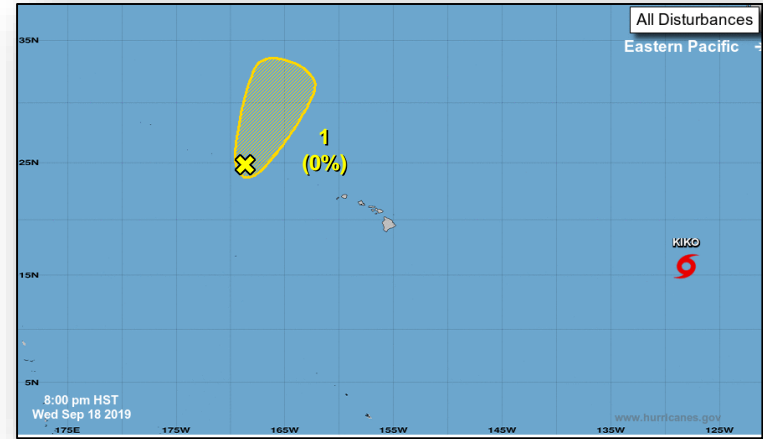 All Disturbances
35N
Eastern Pacific
1
(0%)
25N
KIKO
15N
5N
8:00 pm HST
Wed Sep 18 2019
www.hurricanes.gov
175E
175W
165W
155W
145W
135W
125W